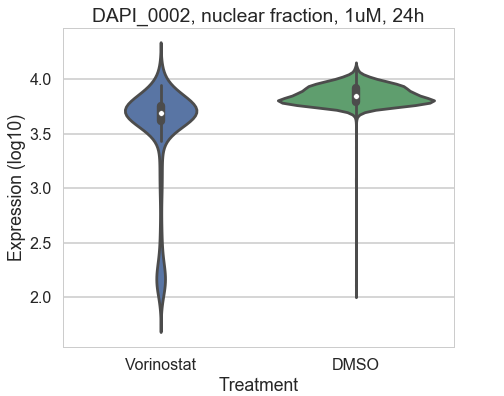 DAPI_0002, nuclear fraction, 1uM, 24h
4.0
3.5
3.0
2.5
2.0
Expression (log10)
Vorinostat
DMSO
Treatment